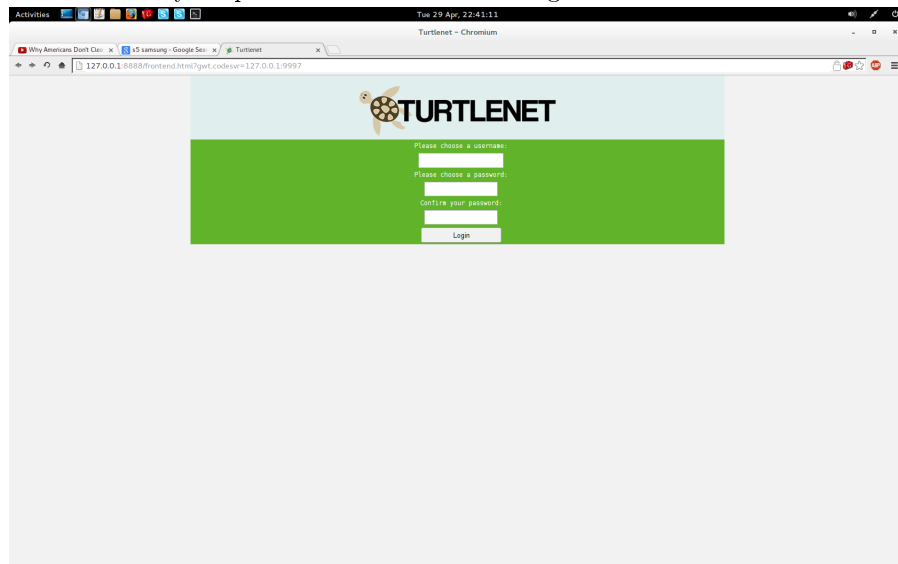 Activities
Tue 29 Apr, 22:41:11
Turtlenet - Chromium
Why Americans Don't Clea
s5 samsung - Google Sea
Turtlenet
127.0.0.1:8888/frontend.html?gwt.codesvr=127.0.0.1:9997
TURTLENET
Please choose a username:
Please choose a password:
Confirm your password:
Login